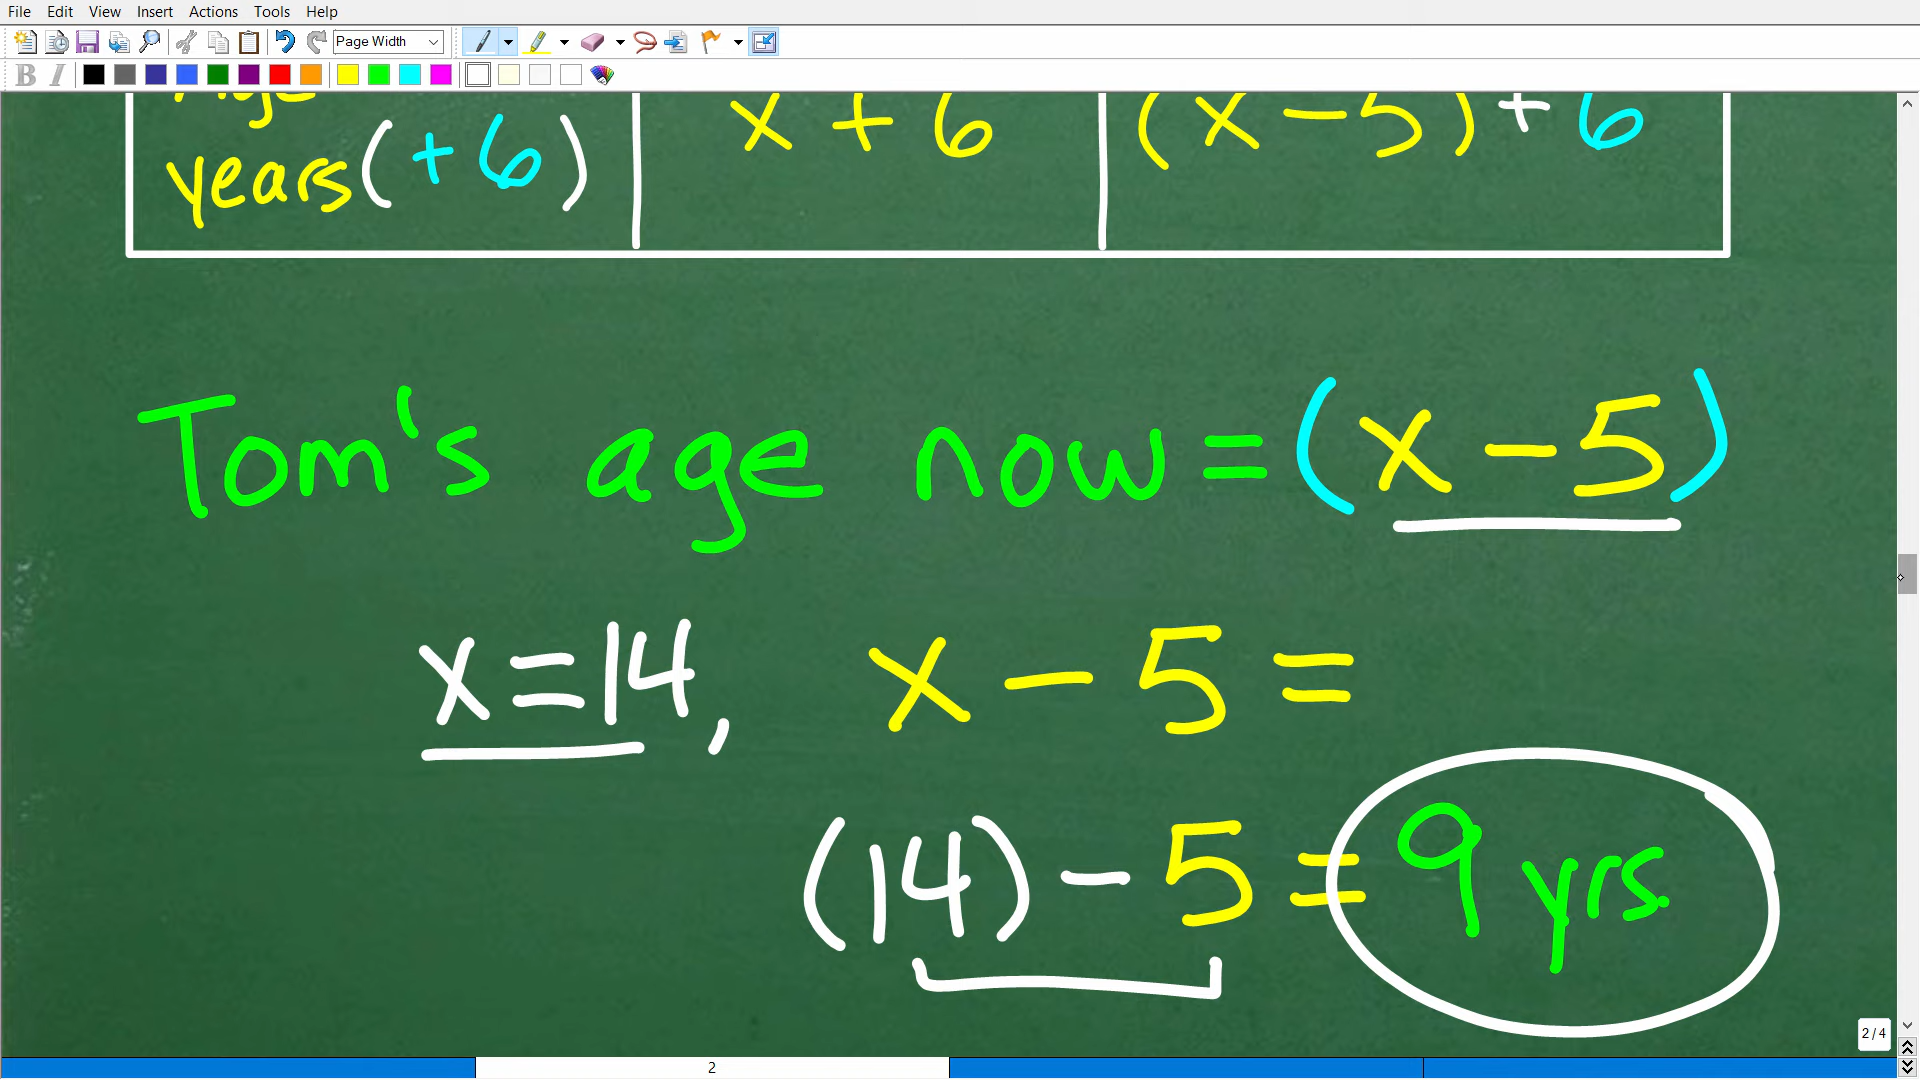 File Edit View Insert Actions Tools Help
Page Width
B I
Age
years (+6) x + 6 (x - 5) + 6
Tom's age now = (x - 5)
x = 14, x - 5 =
(14) - 5 = 9 yrs.
2 / 4
2